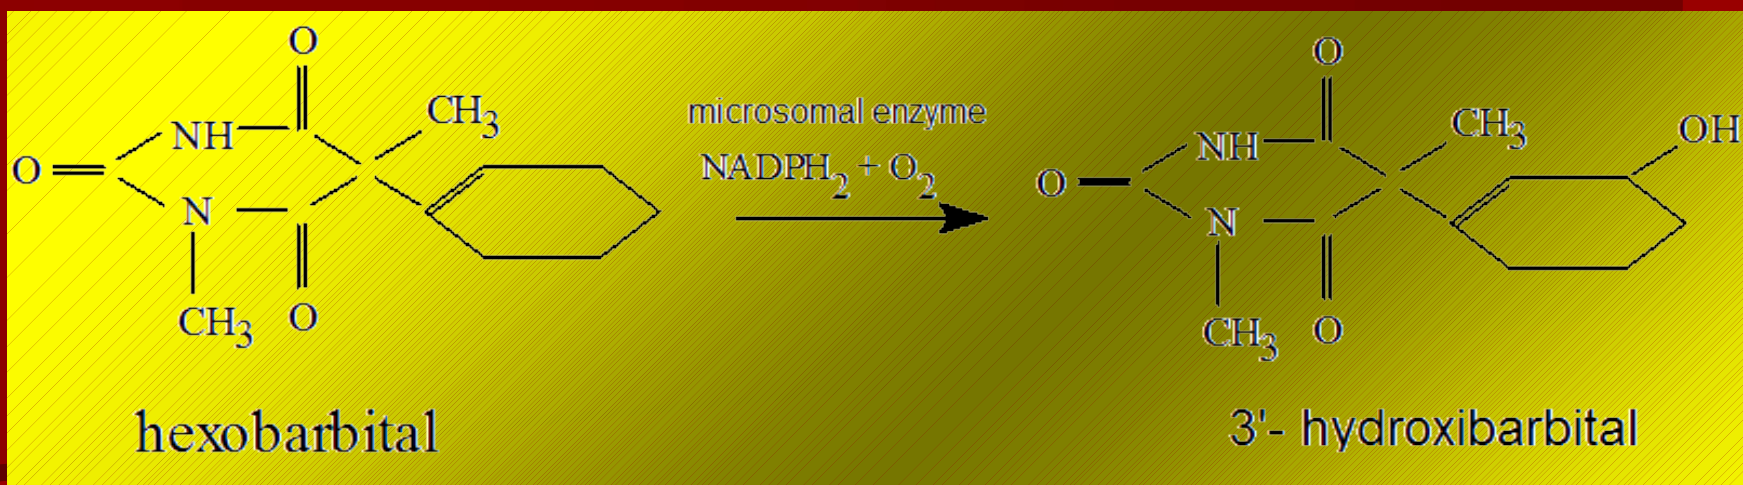 O
O
CH₃
NH
O
N
CH₃
O
microsomal enzyme
NADPH₂ + O₂
O
CH₃
OH
NH
O
N
CH₃
O
hexobarbital
3'- hydroxibarbital